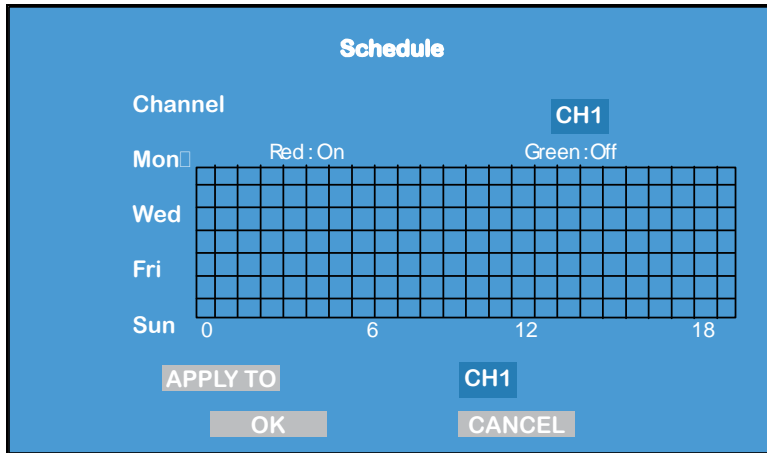 Schedule
Channel CH1
Mon Red : On Green : Off
Wed
Fri
Sun 0 6 12 18
APPLY TO CH1
OK CANCEL